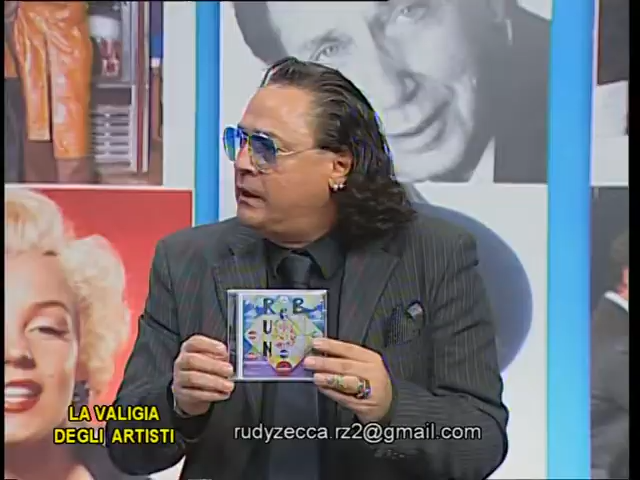 R B
U N
LA VALIGIA
DEGLI ARTISTI
rudyzecca.rz2@gmail.com